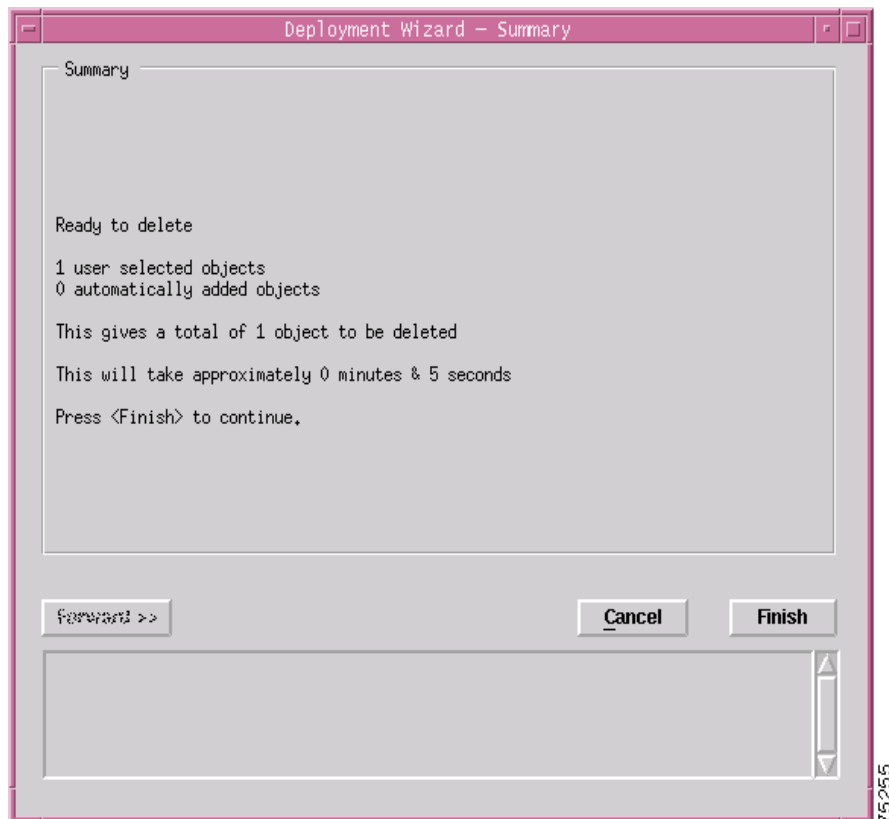 Deployment Wizard – Summary
Summary
Ready to delete
1 user selected objects
0 automatically added objects
This gives a total of 1 object to be deleted
This will take approximately 0 minutes & 5 seconds
Press <Finish> to continue.
Forward >>
Cancel
Finish
75255